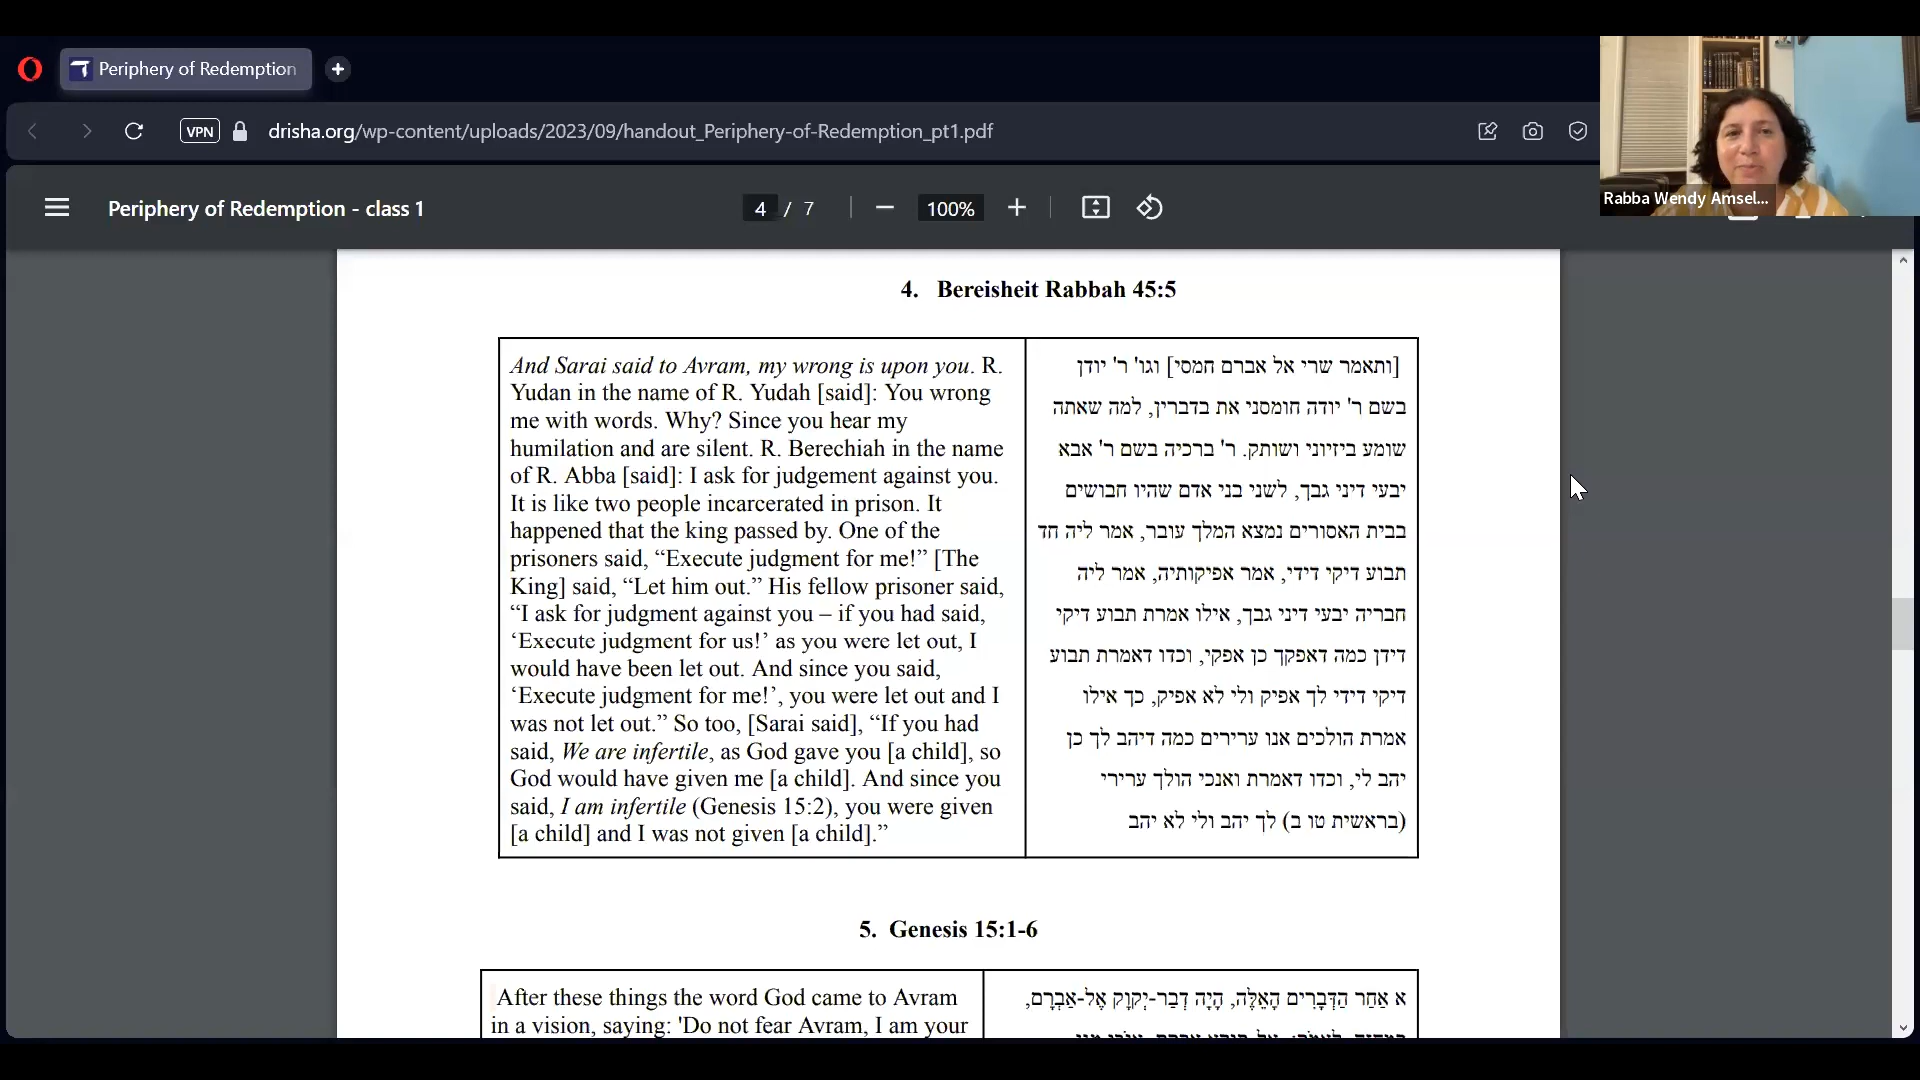 Periphery of Redemption
VPN
drisha.org/wp-content/uploads/2023/09/handout_Periphery-of-Redemption_pt1.pdf
Rabba Wendy Amsel...
Periphery of Redemption - class 1
4 / 7
100%
4. Bereisheit Rabbah 45:5
And Sarai said to Avram, my wrong is upon you. R.
Yudan in the name of R. Yudah [said]: You wrong
me with words. Why? Since you hear my
humilation and are silent. R. Berechiah in the name
of R. Abba [said]: I ask for judgement against you.
It is like two people incarcerated in prison. It
happened that the king passed by. One of the
prisoners said, “Execute judgment for me!” [The
King] said, “Let him out.” His fellow prisoner said,
“I ask for judgment against you – if you had said,
‘Execute judgment for us!’ as you were let out, I
would have been let out. And since you said,
‘Execute judgment for me!’, you were let out and I
was not let out.” So too, [Sarai said], “If you had
said, We are infertile, as God gave you [a child], so
God would have given me [a child]. And since you
said, I am infertile (Genesis 15:2), you were given
[a child] and I was not given [a child].”
[ותאמר שרי אל אברם חמסי] וגו' ר' יודן
בשם ר' יודה חומסני את בדברין, למה שאתה
שומע ביזיוני ושותק. ר' ברכיה בשם ר' אבא
יבעי דיני גבך, לשני בני אדם שהיו חבושים
בבית האסורים נמצא המלך עובר, אמר ליה חד
תבוע דיקי דידי, אמר אפיקותיה, אמר ליה
חבריה יבעי דיני גבך, אילו אמרת תבוע דיקי
דידן כמה דאפקך כן אפקי, וכדו דאמרת תבוע
דיקי דידי לך אפיק ולי לא אפיק, כך אילו
אמרת הולכים אנו ערירים כמה דיהב לך כן
יהב לי, וכדו דאמרת ואנכי הולך ערירי
(בראשית טו ב) לך יהב ולי לא יהב
5. Genesis 15:1-6
After these things the word God came to Avram
in a vision, saying: 'Do not fear Avram, I am your
א אַחַר הַדְּבָרִים הָאֵלֶּה, הָיָה דְבַר-יְקוָק אֶל-אַבְרָם,